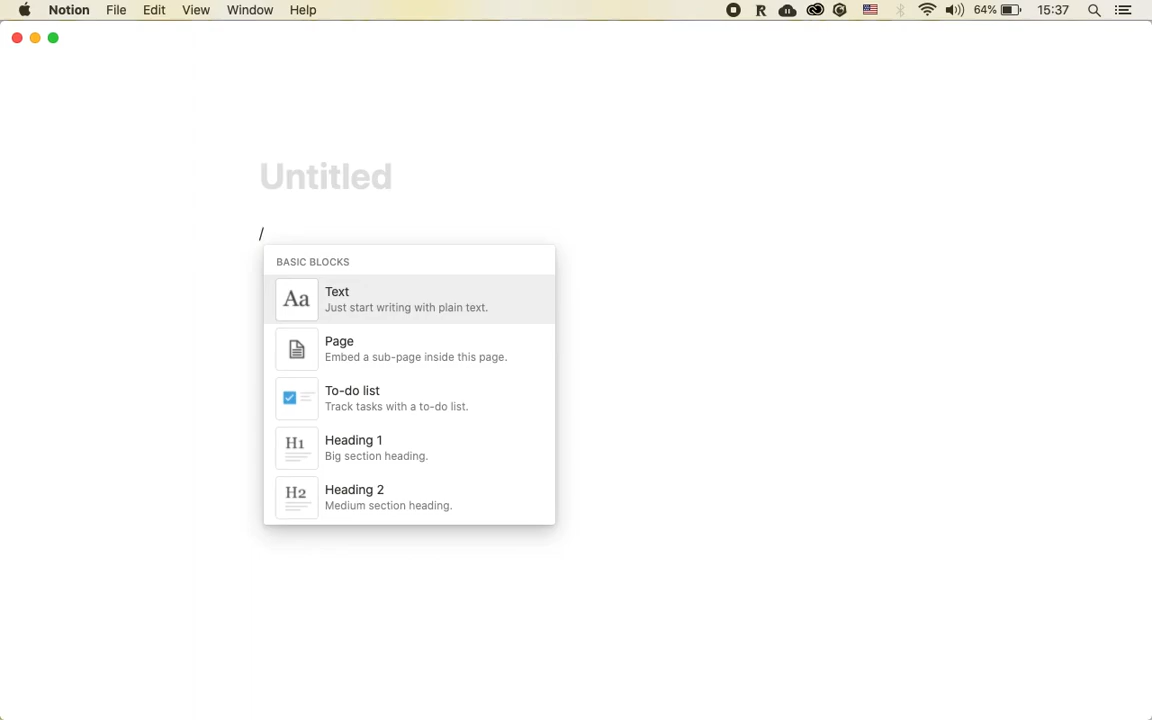 Notion File Edit View Window Help R 64% 15:37
Untitled
/
BASIC BLOCKS
Aa Text
Just start writing with plain text.
Page
Embed a sub-page inside this page.
To-do list
Track tasks with a to-do list.
H1 Heading 1
Big section heading.
H2 Heading 2
Medium section heading.